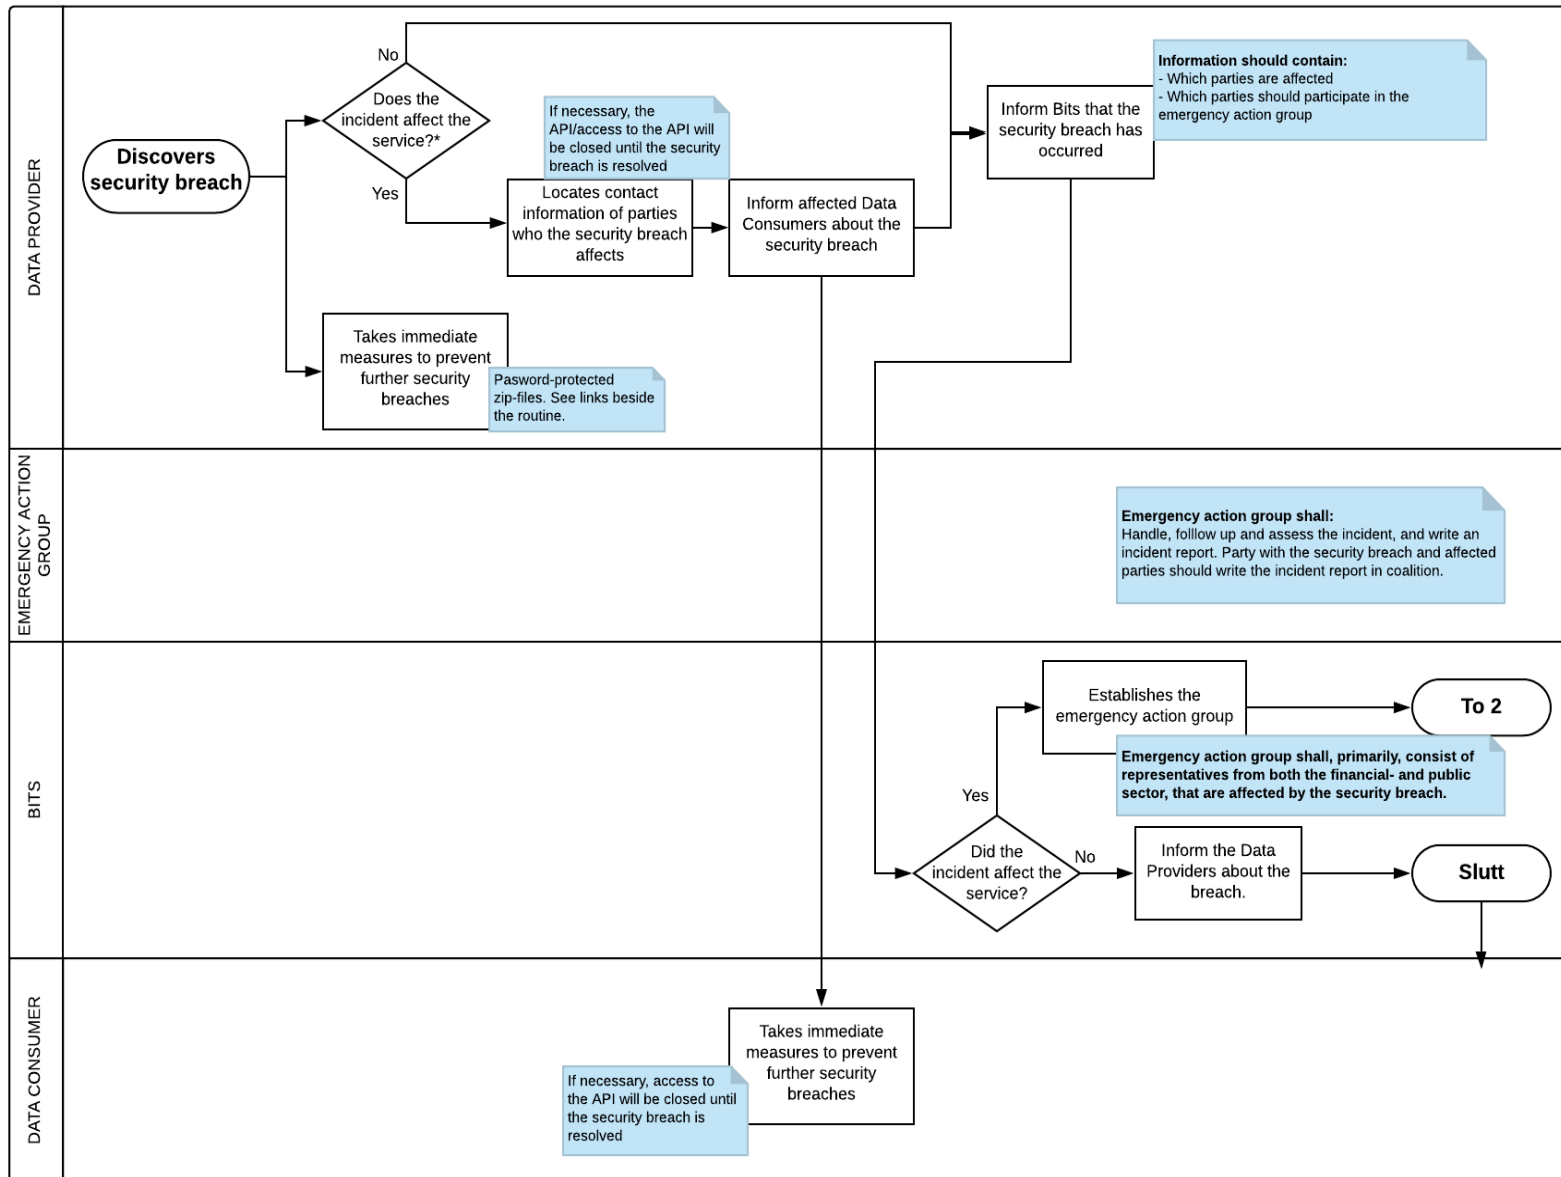 DATA PROVIDER
Discovers
security breach
No
Does the
incident affect the
service?*
Yes
If necessary, the
API/access to the API will
be closed until the security
breach is resolved
Locates contact
information of parties
who the security breach
affects
Inform affected Data
Consumers about the
security breach
Inform Bits that the
security breach has
occurred
Information should contain:
- Which parties are affected
- Which parties should participate in the
emergency action group
Takes immediate
measures to prevent
further security
breaches
Pasword-protected
zip-files. See links beside
the routine.
EMERGENCY ACTION
GROUP
Emergency action group shall:
Handle, folllow up and assess the incident, and write an
incident report. Party with the security breach and affected
parties should write the incident report in coalition.
BITS
Establishes the
emergency action group
To 2
Emergency action group shall, primarily, consist of
representatives from both the financial- and public
sector, that are affected by the security breach.
Yes
Did the
incident affect the
service?
No
Inform the Data
Providers about the
breach.
Slutt
DATA CONSUMER
Takes immediate
measures to prevent
further security
breaches
If necessary, access to
the API will be closed until
the security breach is
resolved